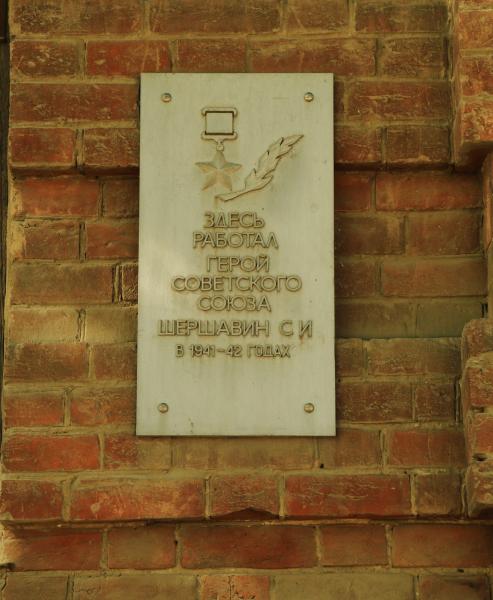 ЗДЕСЬ
РАБОТАЛ
ГЕРОЙ
СОВЕТСКОГО
СОЮЗА
ШЕРШАВИН С И
В 1941-42 ГОДАХ